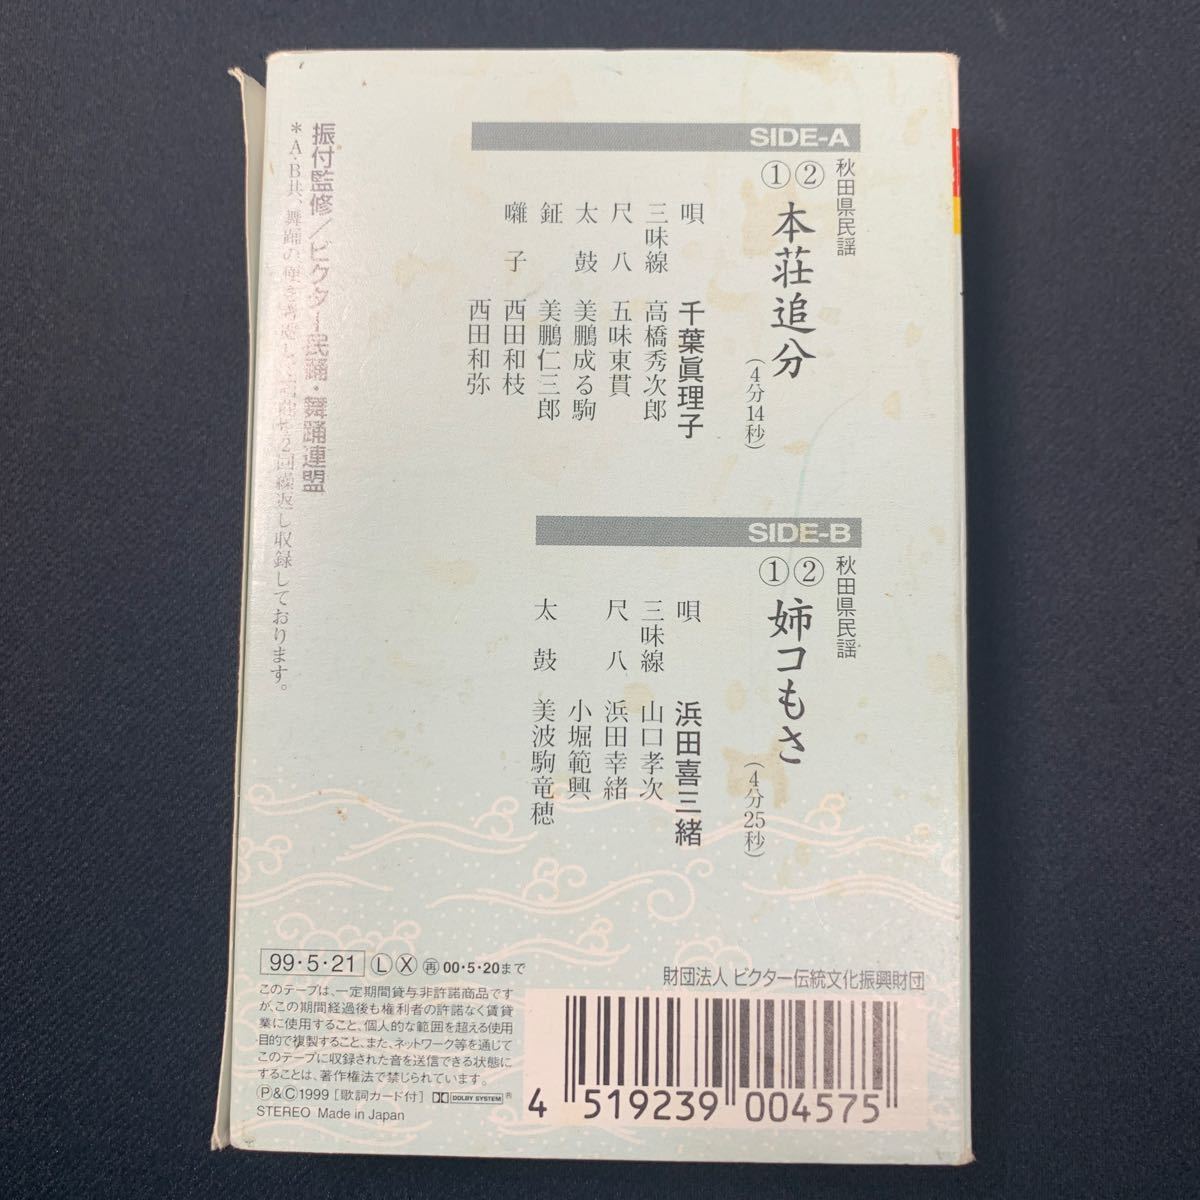 SIDE-A
秋田県民謡
①② 本荘追分
(4分14秒)
唄 千葉眞理子
三味線 高橋秀次郎
尺八 五味東貫
太鼓 美鵬成る駒
鉦 美鵬仁三郎
囃子 西田和枝
西田和弥
SIDE-B
秋田県民謡
①② 姉コもさ
(4分25秒)
唄 浜田喜三緒
三味線 山口孝次
尺八 浜田幸緒
小堀範興
太鼓 美波駒竜穂
振付監修/ビクター民踊・舞踊連盟
*A・B共、舞踊の 2回繰返し収録しております。
99・5・21 Ⓛ Ⓧ ㊢00・5・20まで
このテープは、一定期間貸与非許諾商品です
が、この期間経過後も権利者の許諾なく賃貸
業に使用すること、個人的な範囲を超える使用
目的で複製すること、また、ネットワーク等を通じて
このテープに収録された音を送信できる状態に
することは、著作権法で禁じられています。
Ⓟ&Ⓒ1999 [歌詞カード付] DOLBY SYSTEM ®
STEREO Made in Japan
財団法人 ビクター伝統文化振興財団
4 519239 004575